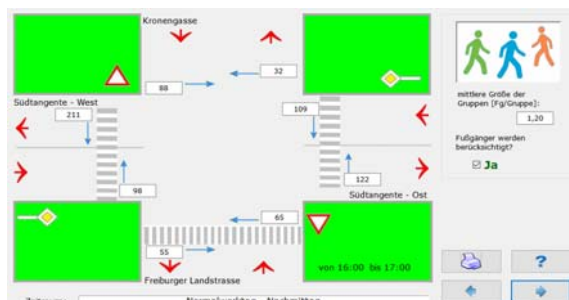 Kronengasse
32
88
mittlere Größe der
Gruppen [Fg/Gruppe]:
1,20
Südtangente - West
211
109
Fußgänger werden
berücksichtigt?
Ja
98
122
Südtangente - Ost
65
55
von 16:00 bis 17:00
?
Freiburger Landstrasse